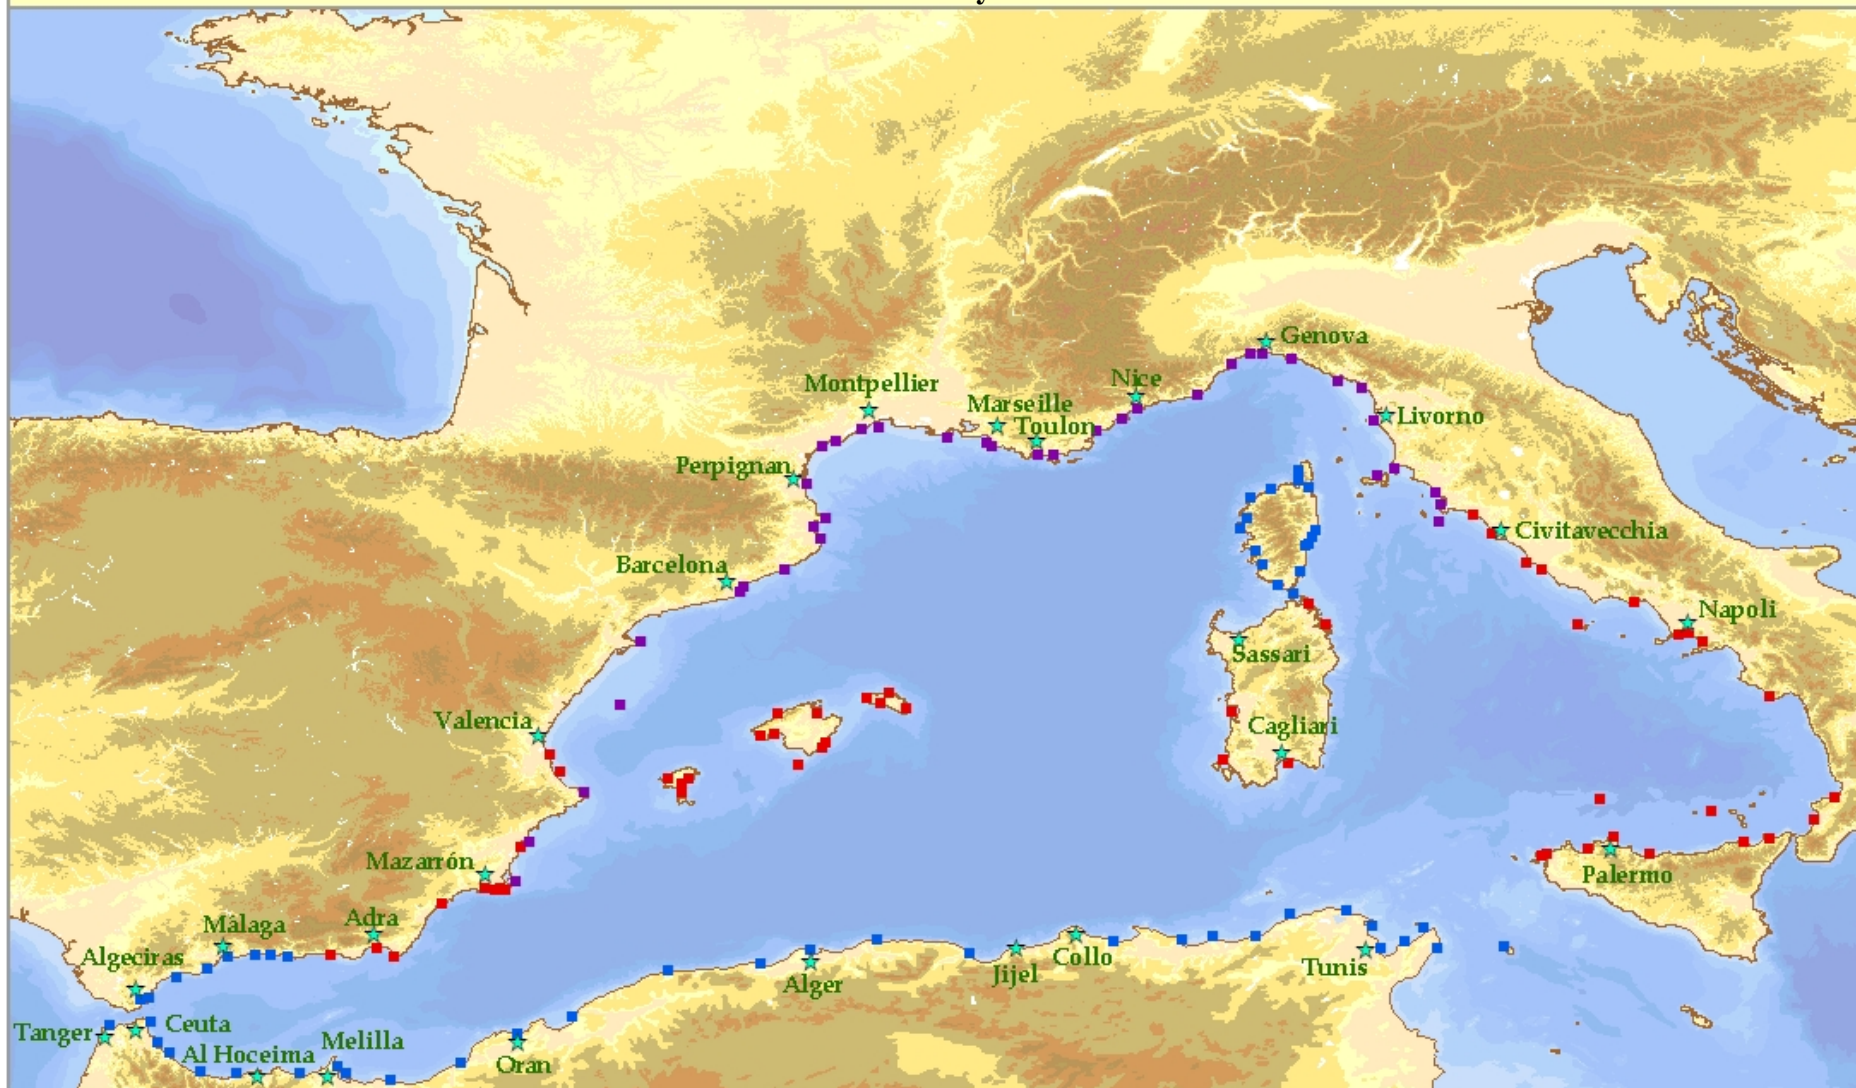 Genova
Montpellier
Nice
Marseille
Toulon
Livorno
Perpignan
Civitavecchia
Barcelona
Napoli
Sassari
Valencia
Cagliari
Mazarrón
Palermo
Málaga
Adra
Algeciras
Collo
Tunis
Jijel
Alger
Tanger
Ceuta
Melilla
Al Hoceima
Oran